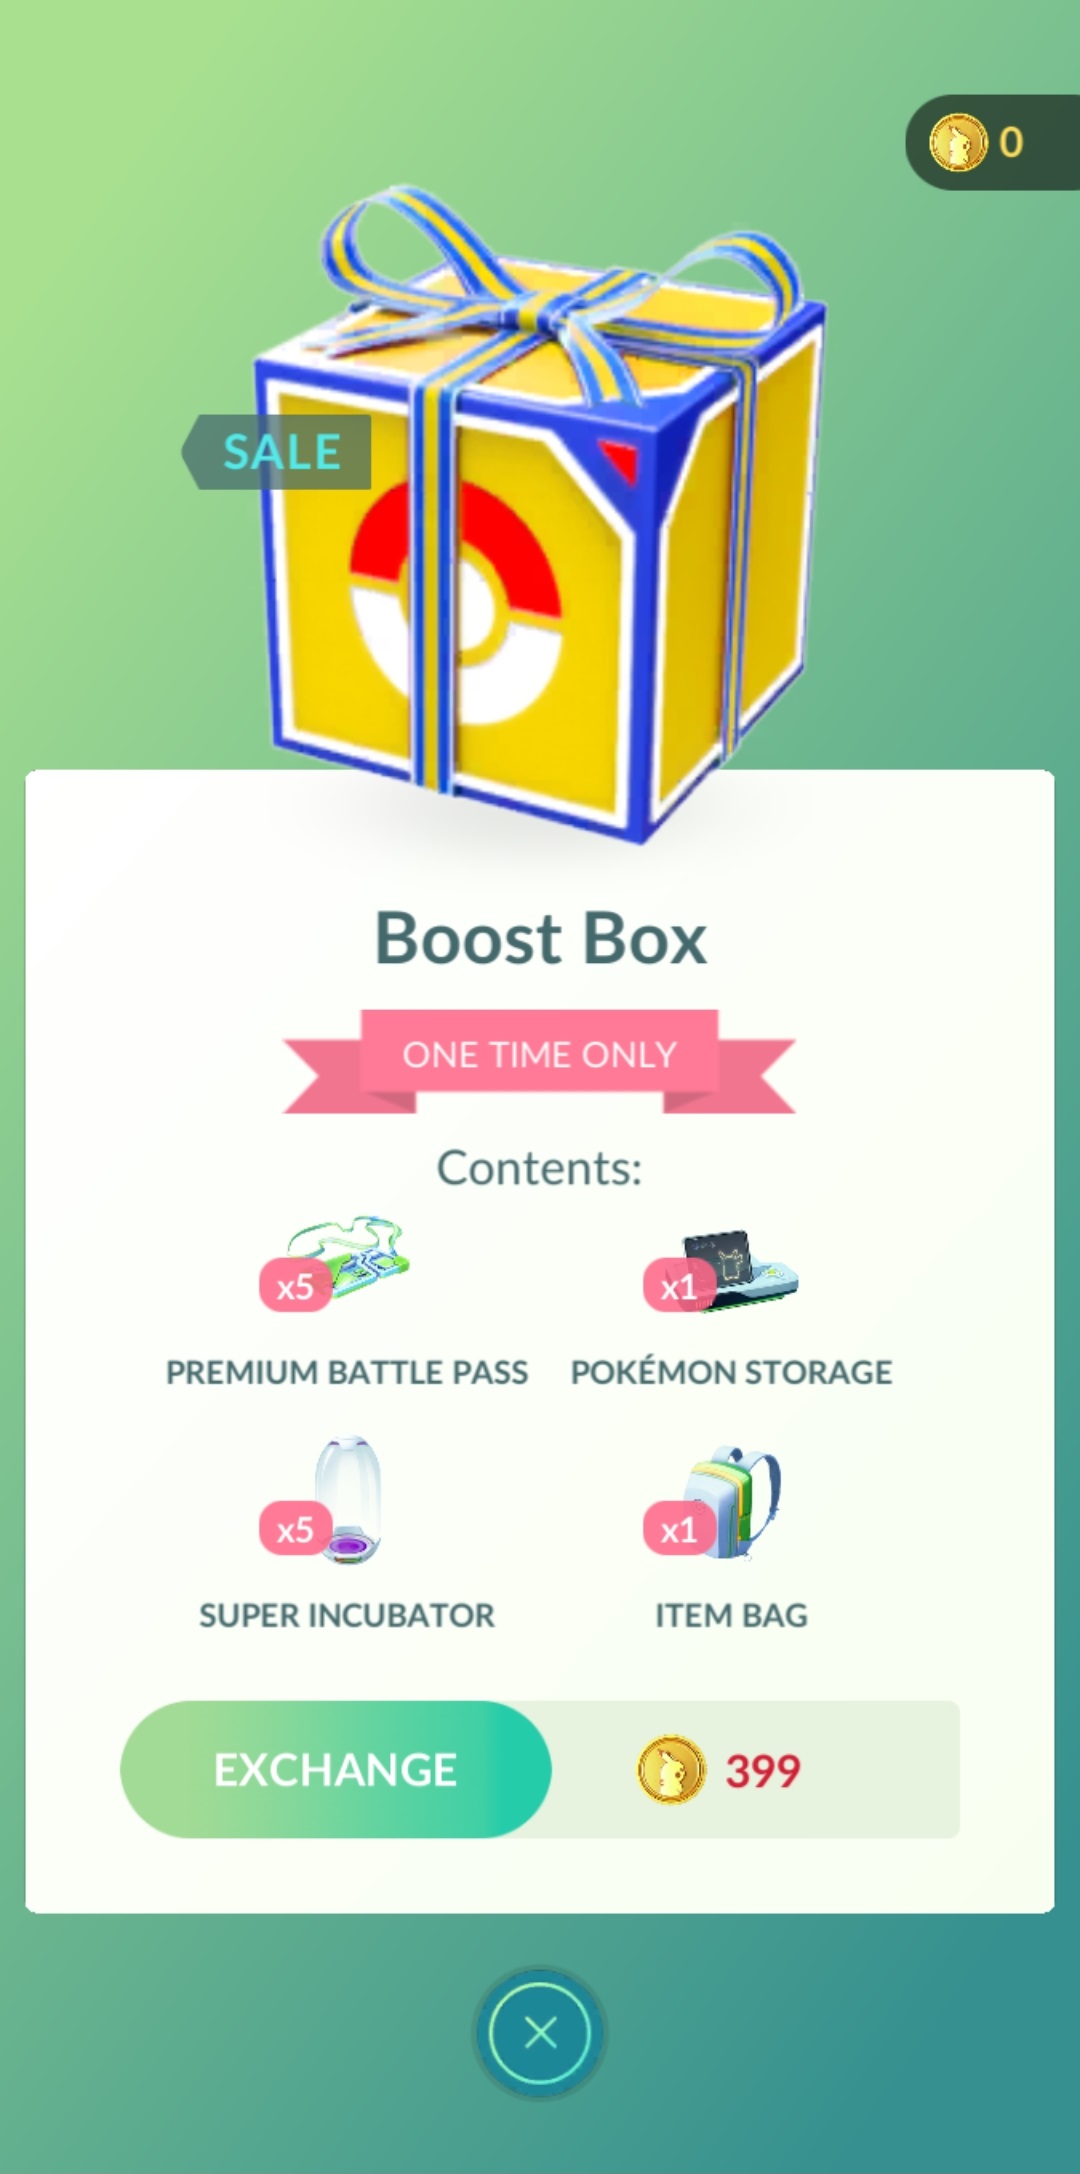 0
SALE
Boost Box
ONE TIME ONLY
Contents:
x5
x1
PREMIUM BATTLE PASS
POKÉMON STORAGE
x5
x1
SUPER INCUBATOR
ITEM BAG
EXCHANGE
399